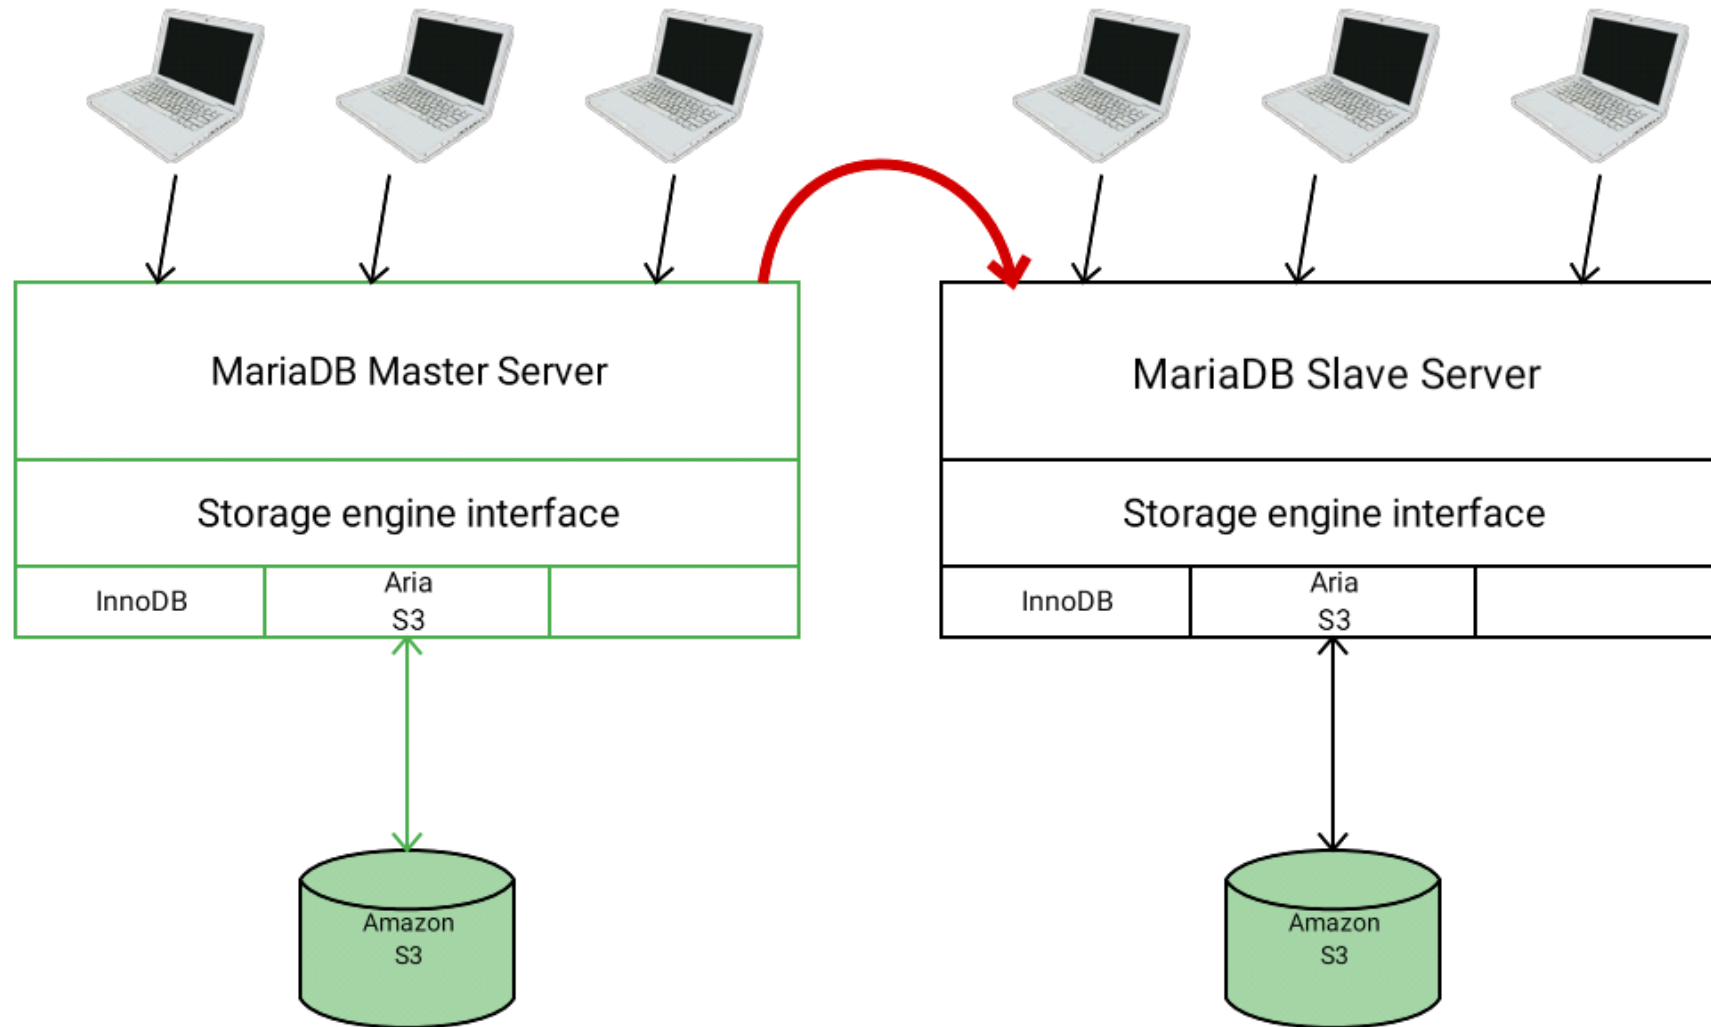 MariaDB Master Server
Storage engine interface
InnoDB
Aria
S3
Amazon
S3
MariaDB Slave Server
Storage engine interface
InnoDB
Aria
S3
Amazon
S3